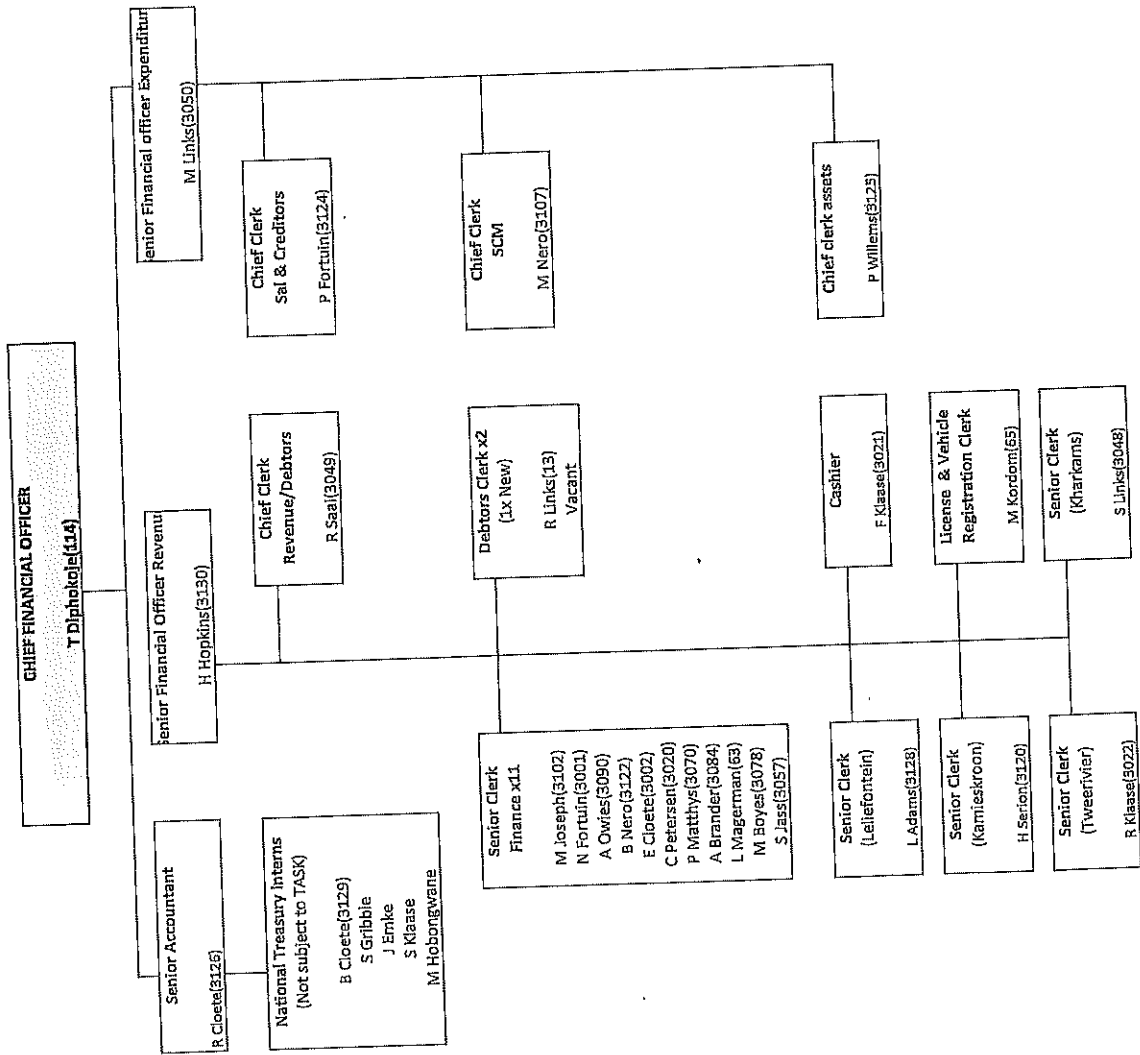 CHIEF FINANCIAL OFFICER
T Diphokoje(114)
Senior Accountant
R Cloete(3126)
National Treasury Interns
(Not subject to TASK)
B Cloete(3129)
S Gribbie
J Emke
S Klaase
M Hobongwane
enior Financial Officer Revenu
H Hopkins(3130)
Chief Clerk
Revenue/Debtors
R Saal(3049)
Senior Clerk
Finance x11
M Joseph(3102)
N Fortuin(3001)
A Owies(3090)
B Nero(3122)
E Cloete(3002)
C Petersen(3020)
P Matthys(3070)
A Brander(3084)
L Magerman(63)
M Boyes(3078)
S Jass(3057)
Debtors Clerk x2
(1x New)
R Links(13)
Vacant
Senior Clerk
(Leliefontein)
L Adams(3128)
Cashier
F Klaase(3021)
Senior Clerk
(Kamieskroon)
H Serion(3120)
License & Vehicle
Registration Clerk
M Kordom(65)
Senior Clerk
(Tweerivier)
R Klaase(3022)
Senior Clerk
(Kharkams)
S Links(3048)
enior Financial officer Expenditur
M Links(3050)
Chief Clerk
Sal & Creditors
P Fortuin(3124)
Chief Clerk
SCM
M Nero(3107)
Chief clerk assets
P Willems(3125)